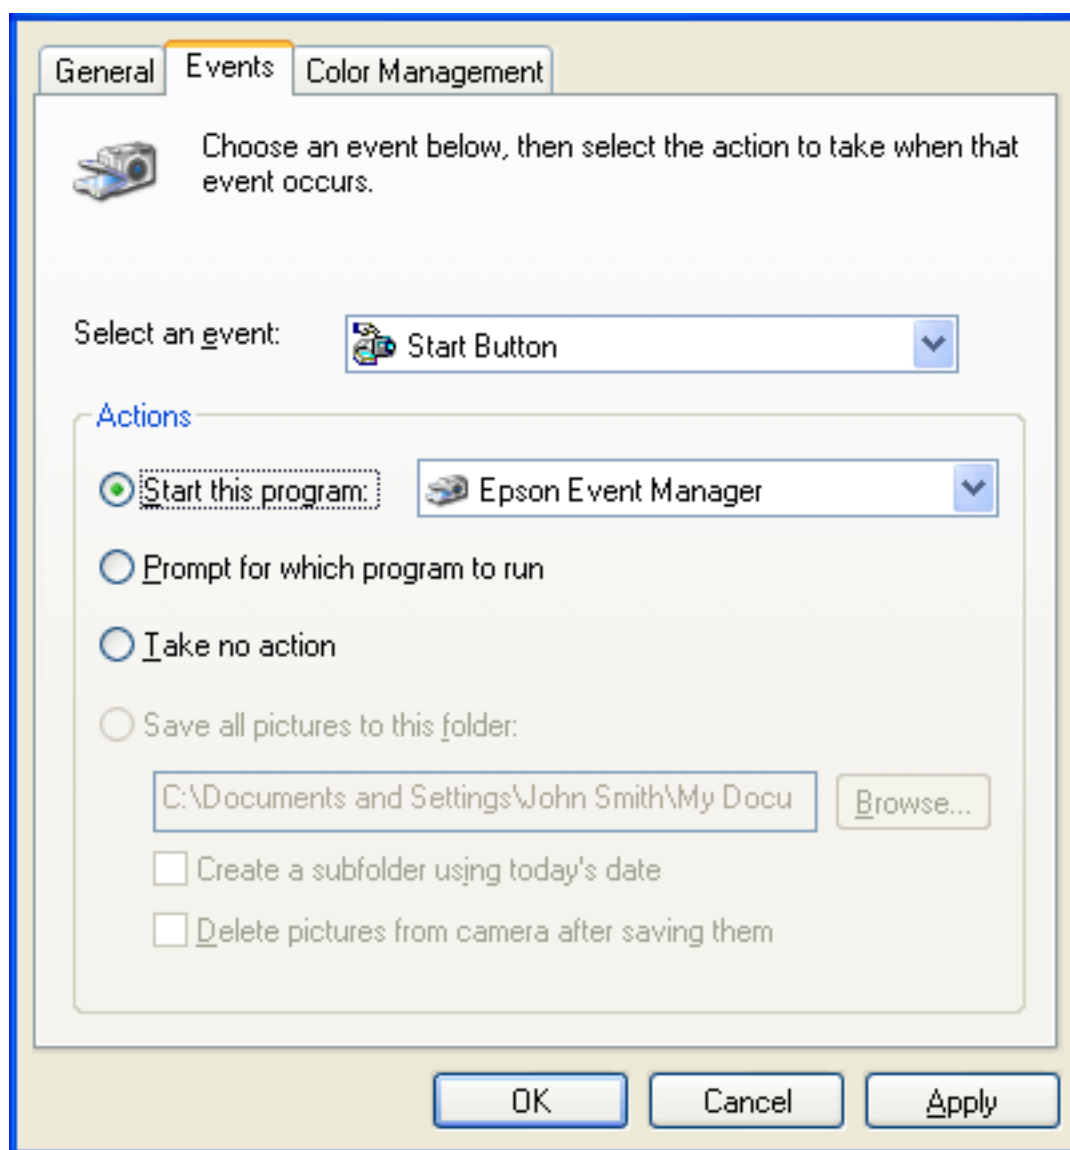 General Events Color Management
Choose an event below, then select the action to take when that
event occurs.
Select an event: Start Button
Actions
Start this program: Epson Event Manager
Prompt for which program to run
Take no action
Save all pictures to this folder:
C:\Documents and Settings\John Smith\My Docu Browse...
Create a subfolder using today's date
Delete pictures from camera after saving them
OK Cancel Apply